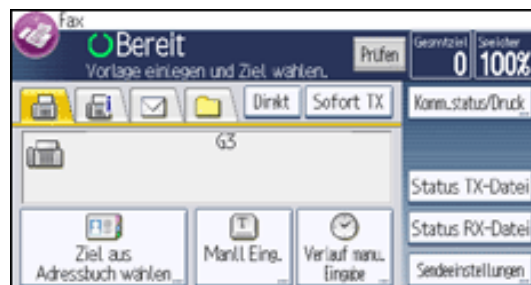 Fax
Bereit
Vorlage einlegen und Ziel wählen.
Prüfen
Gesamtziel Speicher
0 100%
Direkt Sofort TX
Komm.status/Druck
G3
Status TX-Datei
Status RX-Datei
Ziel aus
Adressbuch wählen
Manll Eing.
Verlauf manu.
Eingabe
Sendeeinstellungen